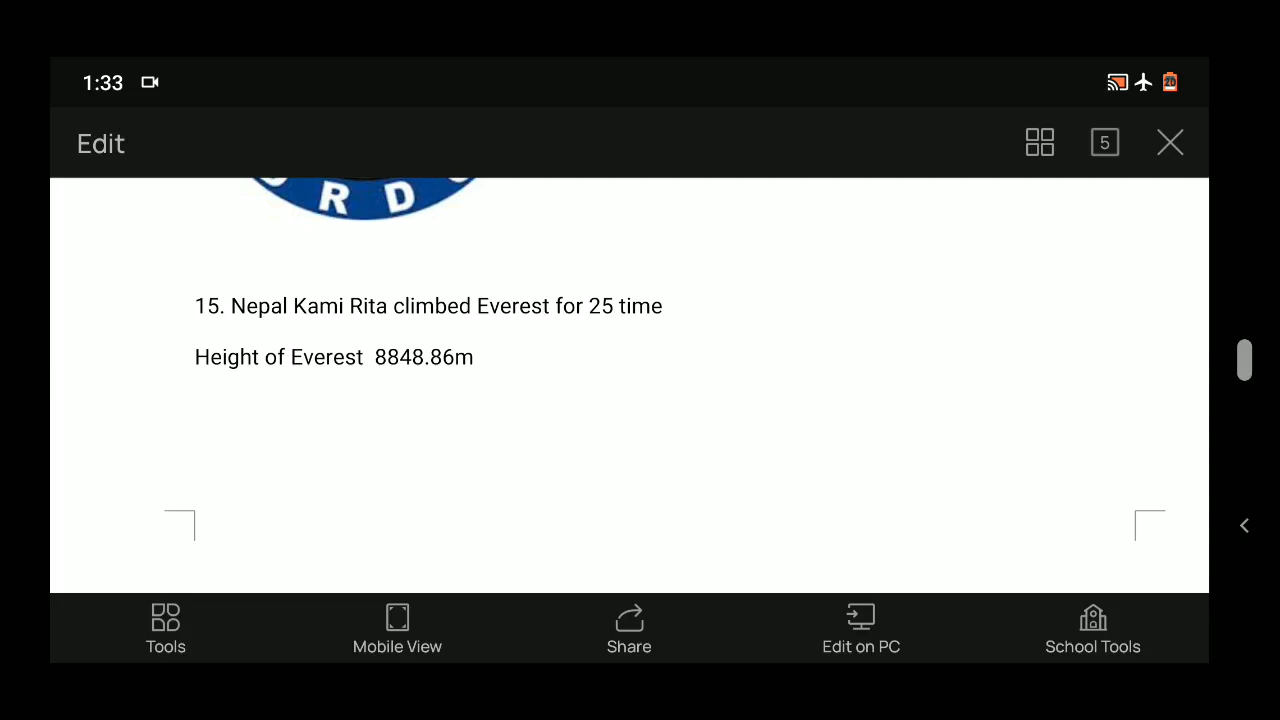 1:33
26
Edit
5
R D
15. Nepal Kami Rita climbed Everest for 25 time
Height of Everest 8848.86m
Tools
Mobile View
Share
Edit on PC
School Tools